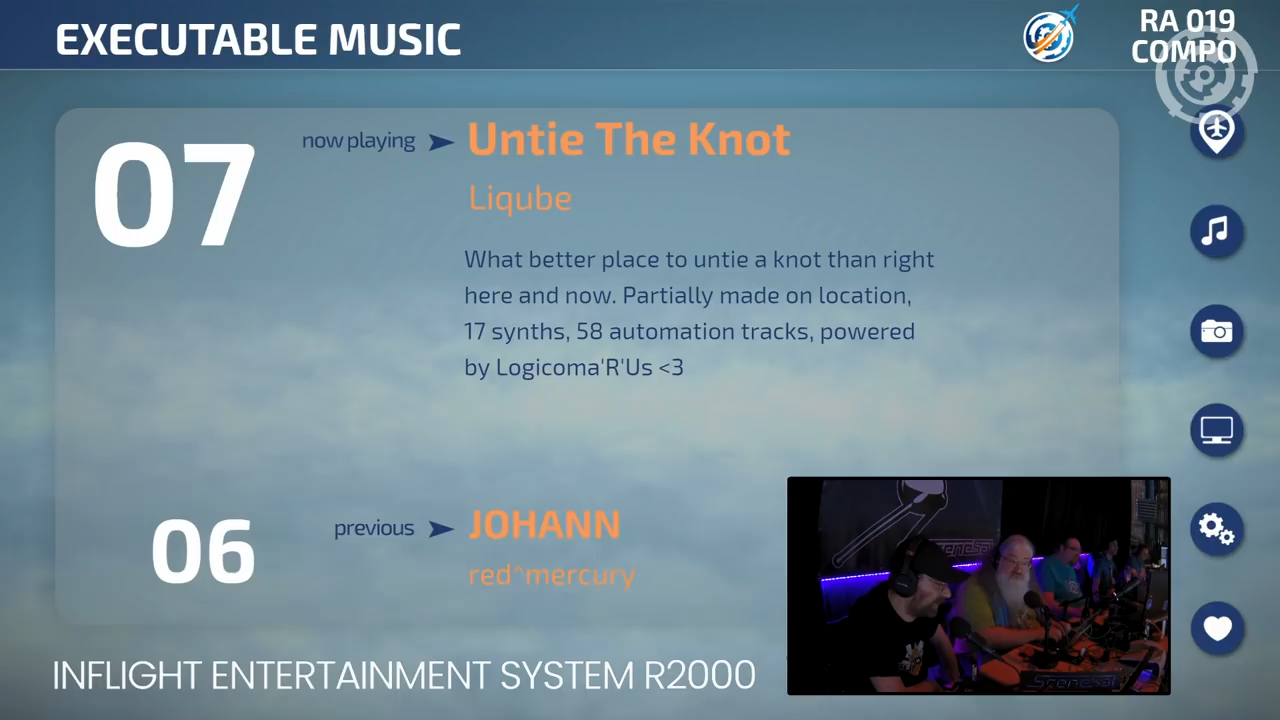 EXECUTABLE MUSIC
RA 019
COMPO
07
now playing
Untie The Knot
Liqube
What better place to untie a knot than right
here and now. Partially made on location,
17 synths, 58 automation tracks, powered
by Logicoma'R'Us <3
06
previous
JOHANN
red^mercury
SceneSat
SceneSat
INFLIGHT ENTERTAINMENT SYSTEM R2000